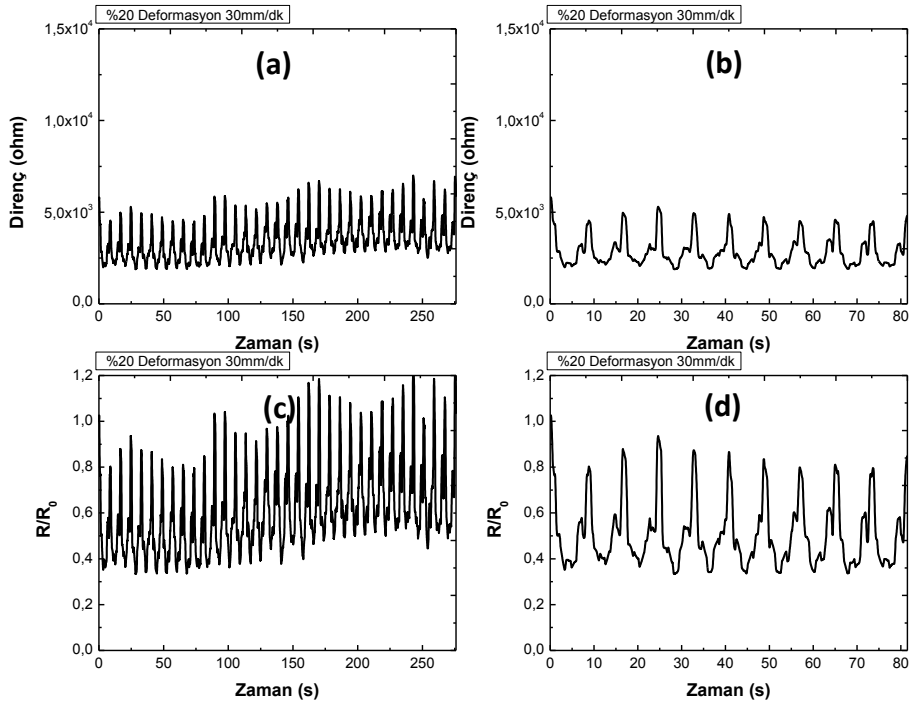 %20 Deformasyon 30mm/dk
(a)
Direnç (ohm)
1,5x10⁴
1,0x10⁴
5,0x10³
0,0
0 50 100 150 200 250
Zaman (s)
%20 Deformasyon 30mm/dk
(b)
Direnç (ohm)
1,5x10⁴
1,0x10⁴
5,0x10³
0,0
0 10 20 30 40 50 60 70 80
Zaman (s)
%20 Deformasyon 30mm/dk
(c)
R/R₀
1,2
1,0
0,8
0,6
0,4
0,2
0,0
0 50 100 150 200 250
Zaman (s)
%20 Deformasyon 30mm/dk
(d)
R/R₀
1,2
1,0
0,8
0,6
0,4
0,2
0,0
0 10 20 30 40 50 60 70 80
Zaman (s)